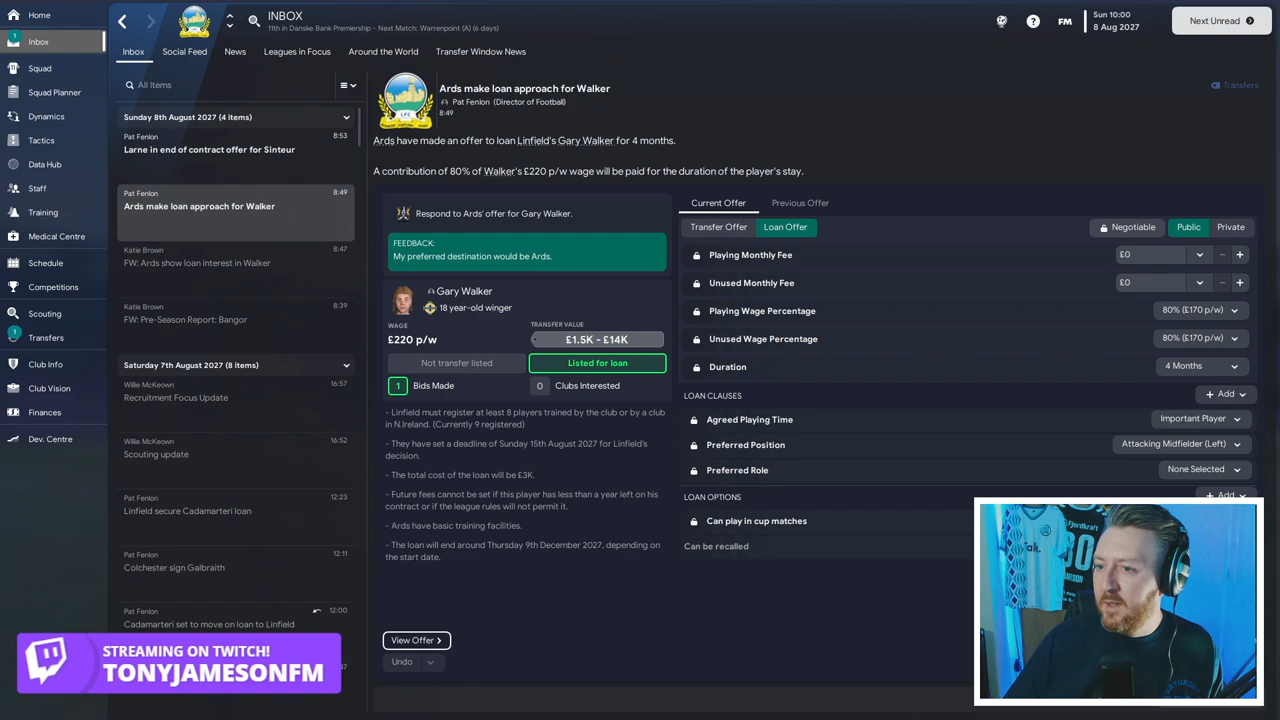 Home
1
Inbox
Squad
Squad Planner
Dynamics
Tactics
Data Hub
Staff
Training
Medical Centre
Schedule
Competitions
Scouting
1
Transfers
Club Info
Club Vision
Finances
Dev. Centre
INBOX
11th in Danske Bank Premiership - Next Match: Warrenpoint (A) (6 days)
FM
Sun 10:00
8 Aug 2027
Next Unread
Inbox
Social Feed
News
Leagues in Focus
Around the World
Transfer Window News
All Items
Sunday 8th August 2027 (4 items)
Pat Fenlon
8:53
Larne in end of contract offer for Sinteur
Pat Fenlon
8:49
Ards make loan approach for Walker
Katie Brown
8:47
FW: Ards show loan interest in Walker
Katie Brown
8:39
FW: Pre-Season Report: Bangor
Saturday 7th August 2027 (8 items)
Willie McKeown
16:57
Recruitment Focus Update
Willie McKeown
16:52
Scouting update
Pat Fenlon
12:23
Linfield secure Cadamarteri loan
Pat Fenlon
12:11
Colchester sign Galbraith
Pat Fenlon
12:00
Cadamarteri set to move on loan to Linfield
Ards make loan approach for Walker
Pat Fenlon (Director of Football)
8:49
Transfers
Ards have made an offer to loan Linfield's Gary Walker for 4 months.
A contribution of 80% of Walker's £220 p/w wage will be paid for the duration of the player's stay.
Respond to Ards' offer for Gary Walker.
FEEDBACK:
My preferred destination would be Ards.
Gary Walker
18 year-old winger
WAGE
£220 p/w
TRANSFER VALUE
£1.5K - £14K
Not transfer listed
Listed for loan
1 Bids Made
0 Clubs Interested
- Linfield must register at least 8 players trained by the club or by a club
in N.Ireland. (Currently 9 registered)
- They have set a deadline of Sunday 15th August 2027 for Linfield's
decision.
- The total cost of the loan will be £3K.
- Future fees cannot be set if this player has less than a year left on his
contract or if the league rules will not permit it.
- Ards have basic training facilities.
- The loan will end around Thursday 9th December 2027, depending on
the start date.
View Offer
Undo
Current Offer
Previous Offer
Transfer Offer
Loan Offer
Negotiable
Public
Private
Playing Monthly Fee
£0
Unused Monthly Fee
£0
Playing Wage Percentage
80% (£170 p/w)
Unused Wage Percentage
80% (£170 p/w)
Duration
4 Months
LOAN CLAUSES
Add
Agreed Playing Time
Important Player
Preferred Position
Attacking Midfielder (Left)
Preferred Role
None Selected
LOAN OPTIONS
Add
Can play in cup matches
Can be recalled
STREAMING ON TWITCH!
TONYJAMESONFM